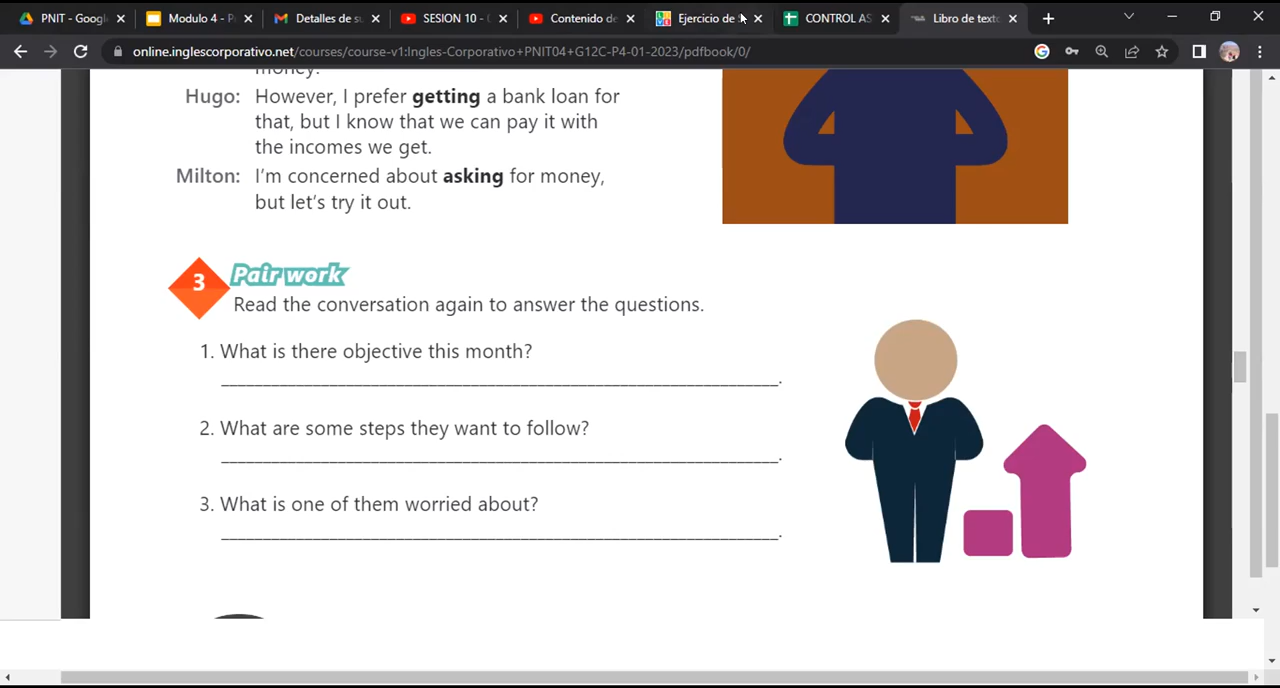 PNIT - Goog
Modulo 4 - P
Detalles de su
SESION 10 -
Contenido de
Ejercicio de
CONTROL AS
Libro de texto
online.inglescorporativo.net/courses/course-v1:Ingles-Corporativo+PNIT04+G12C-P4-01-2023/pdfbook/0/
money.
Hugo: However, I prefer getting a bank loan for
that, but I know that we can pay it with
the incomes we get.
Milton: I'm concerned about asking for money,
but let's try it out.
3 Pair work
Read the conversation again to answer the questions.
1. What is there objective this month?
2. What are some steps they want to follow?
3. What is one of them worried about?